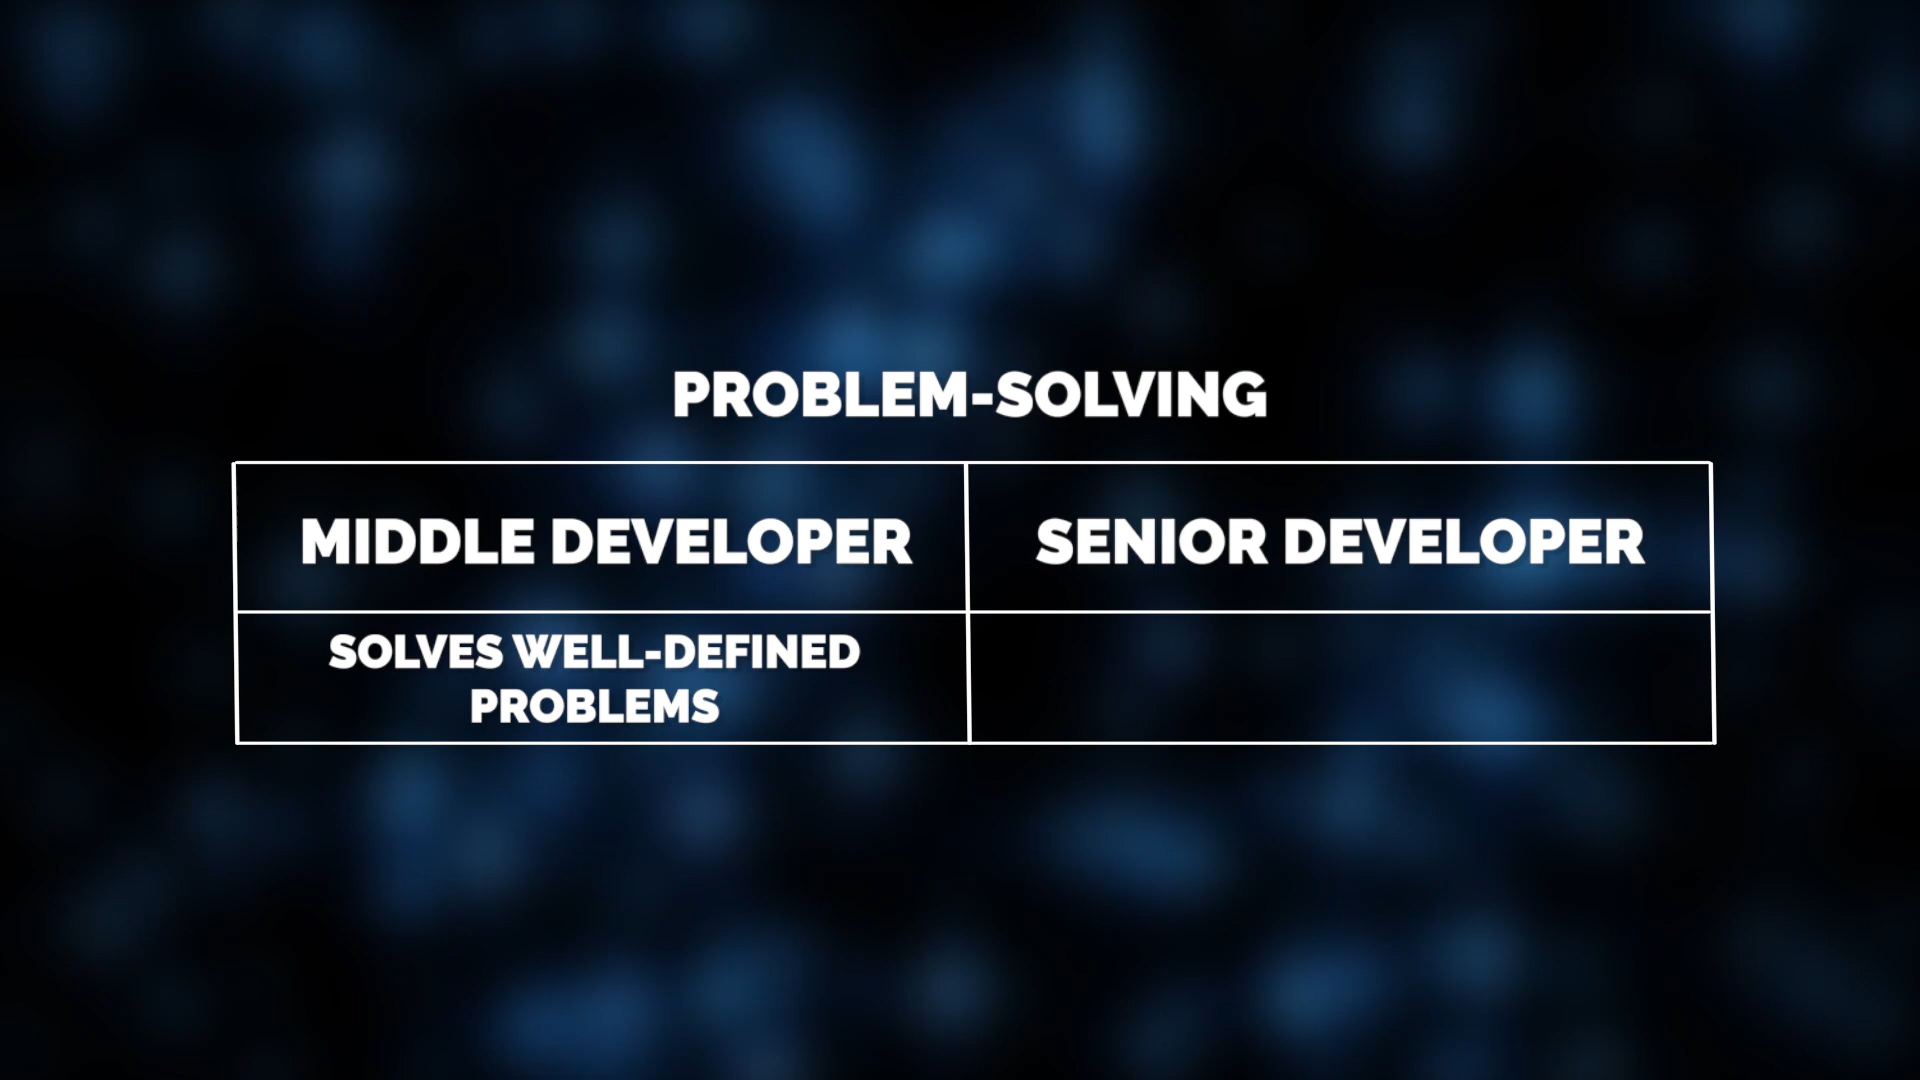 PROBLEM-SOLVING
MIDDLE DEVELOPER
SENIOR DEVELOPER
SOLVES WELL-DEFINED
PROBLEMS